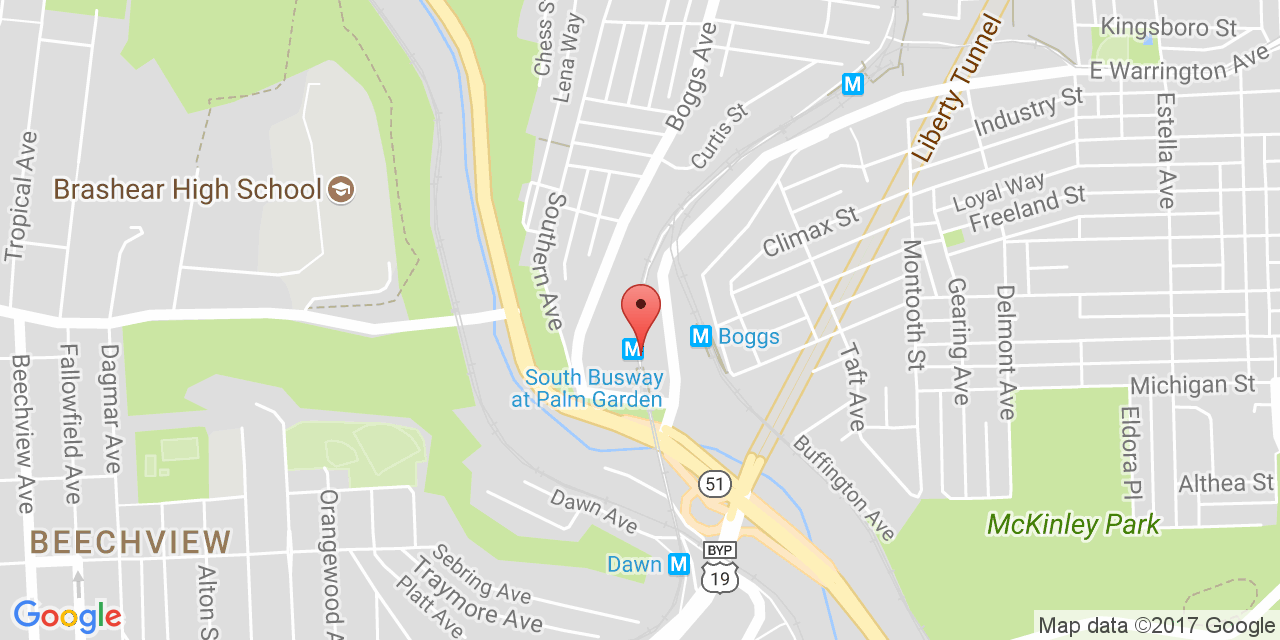 Chess S
Lena Way
Boggs Ave
Curtis St
M
Liberty Tunnel
Kingsboro St
E Warrington Ave
Industry St
Estella Ave
Tropical Ave
Brashear High School
Southern Ave
Loyal Way
Freeland St
Climax St
Montooth St
Gearing Ave
Delmont Ave
M
M Boggs
South Busway
at Palm Garden
Taft Ave
Michigan St
Beechview Ave
Fallowfield Ave
Dagmar Ave
Eldora Pl
Buffington Ave
Althea St
51
Dawn Ave
McKinley Park
Orangewood A
BEECHVIEW
Alton S
Sebring Ave
Traymore Ave
Platt Ave
Dawn M
BYP
19
Google
Map data ©2017 Google